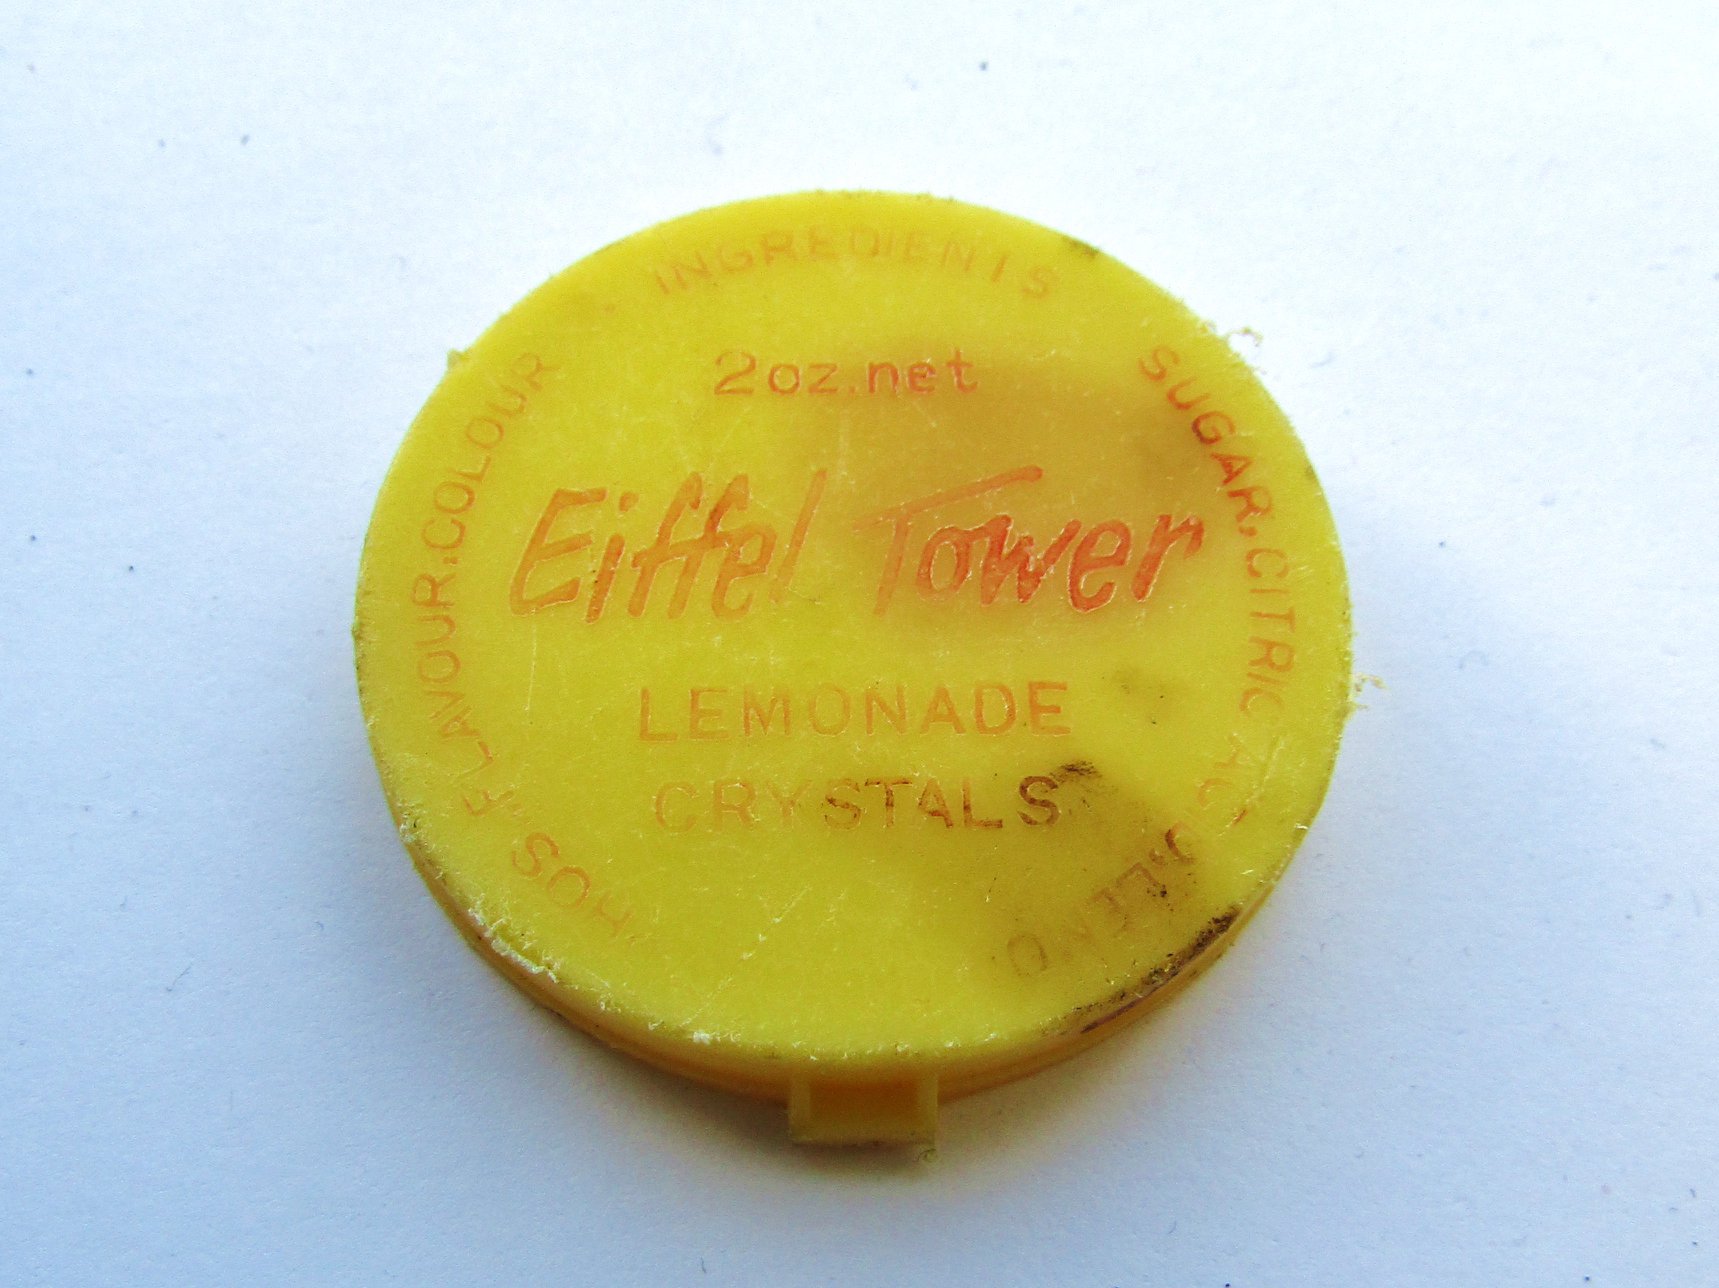 INGREDIENTS
SUGAR.CITRIC
FLAVOUR.COLOUR
2oz.net
Eiffel Tower
LEMONADE
CRYSTALS